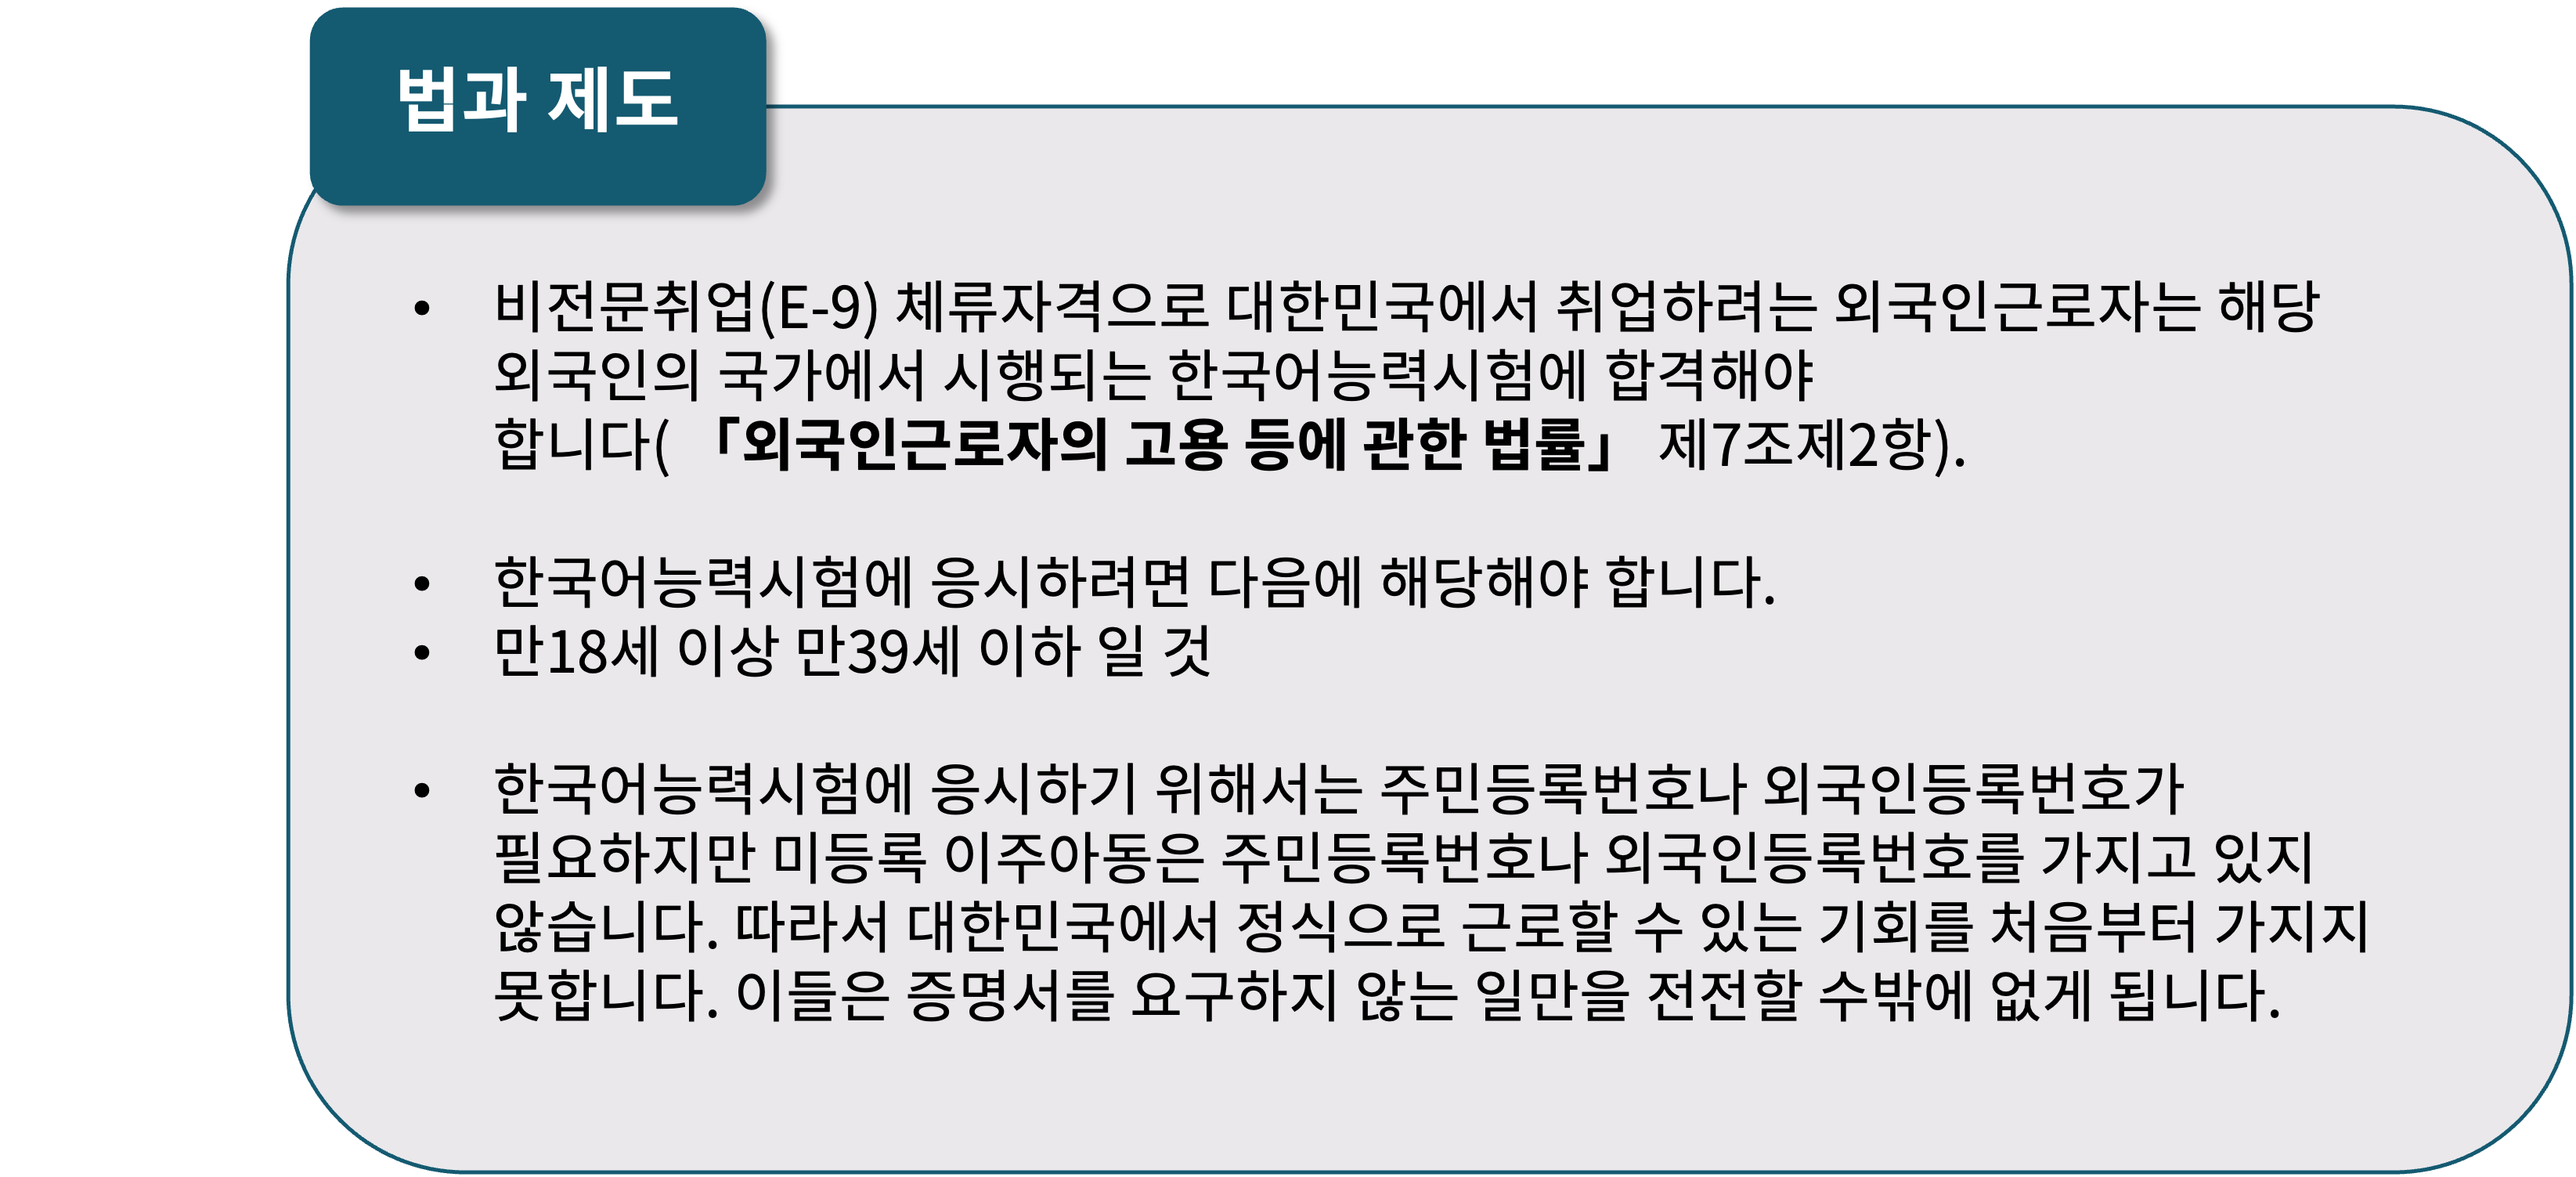 법과 제도
• 비전문취업(E-9) 체류자격으로 대한민국에서 취업하려는 외국인근로자는 해당
외국인의 국가에서 시행되는 한국어능력시험에 합격해야
합니다( 「외국인근로자의 고용 등에 관한 법률」 제7조제2항).
• 한국어능력시험에 응시하려면 다음에 해당해야 합니다.
• 만18세 이상 만39세 이하 일 것
• 한국어능력시험에 응시하기 위해서는 주민등록번호나 외국인등록번호가
필요하지만 미등록 이주아동은 주민등록번호나 외국인등록번호를 가지고 있지
않습니다. 따라서 대한민국에서 정식으로 근로할 수 있는 기회를 처음부터 가지지
못합니다. 이들은 증명서를 요구하지 않는 일만을 전전할 수밖에 없게 됩니다.